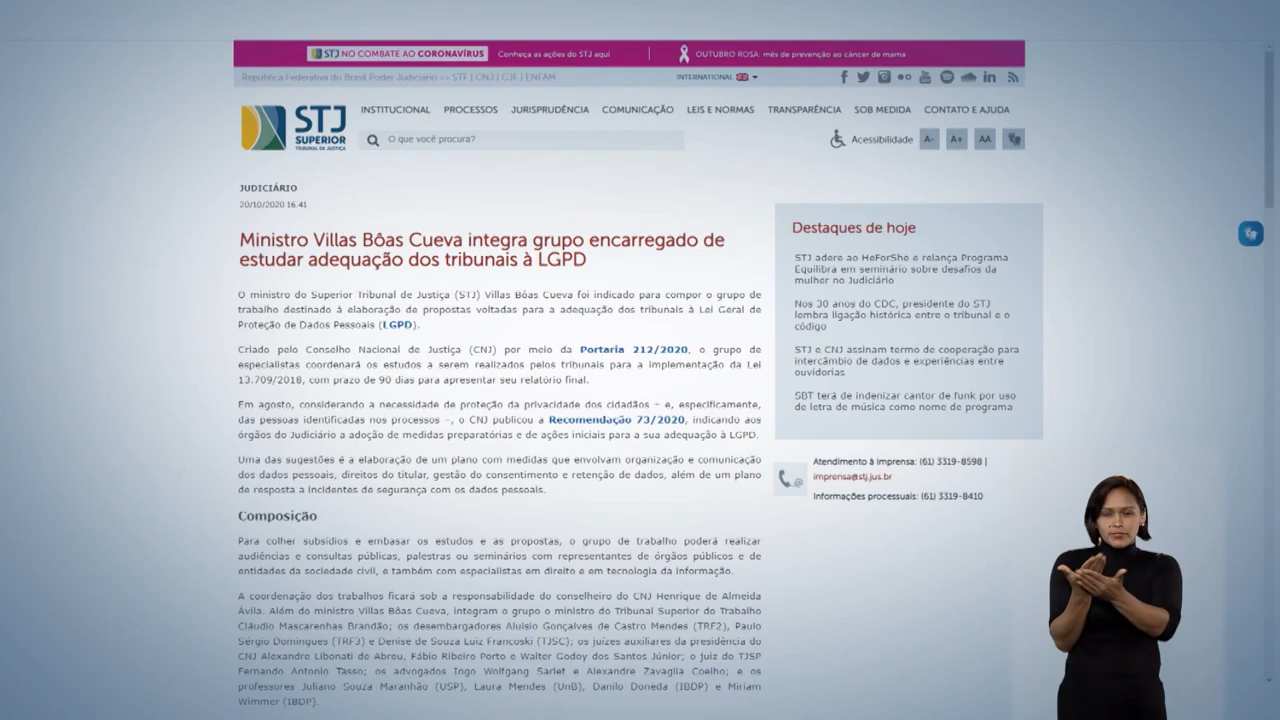 STJ NO COMBATE AO CORONAVÍRUS
Conheça as ações do STJ aqui
OUTUBRO ROSA: mês de prevenção ao câncer de mama
República Federativa do Brasil Poder Judiciário >> STF | CNJ | CJF | ENFAM
INTERNATIONAL
STJ
SUPERIOR
TRIBUNAL DE JUSTIÇA
INSTITUCIONAL PROCESSOS JURISPRUDÊNCIA COMUNICAÇÃO LEIS E NORMAS TRANSPARÊNCIA SOB MEDIDA CONTATO E AJUDA
O que você procura?
Acessibilidade A- A+ AA
JUDICIÁRIO
20/10/2020 16.41
Ministro Villas Bôas Cueva integra grupo encarregado de
estudar adequação dos tribunais à LGPD
O ministro do Superior Tribunal de Justiça (STJ) Villas Bôas Cueva foi indicado para compor o grupo de
trabalho destinado à elaboração de propostas voltadas para a adequação dos tribunais à Lei Geral de
Proteção de Dados Pessoais (LGPD).
Criado pelo Conselho Nacional de Justiça (CNJ) por meio da Portaria 212/2020, o grupo de
especialistas coordenará os estudos a serem realizados pelos tribunais para a implementação da Lei
13.709/2018, com prazo de 90 dias para apresentar seu relatório final.
Em agosto, considerando a necessidade de proteção da privacidade dos cidadãos – e, especificamente,
das pessoas identificadas nos processos –, o CNJ publicou a Recomendação 73/2020, indicando aos
órgãos do Judiciário a adoção de medidas preparatórias e de ações iniciais para a sua adequação à LGPD.
Uma das sugestões é a elaboração de um plano com medidas que envolvam organização e comunicação
dos dados pessoais, direitos do titular, gestão do consentimento e retenção de dados, além de um plano
de resposta a incidentes de segurança com os dados pessoais.
Composição
Para colher subsídios e embasar os estudos e as propostas, o grupo de trabalho poderá realizar
audiências e consultas públicas, palestras ou seminários com representantes de órgãos públicos e de
entidades da sociedade civil, e também com especialistas em direito e em tecnologia da informação.
A coordenação dos trabalhos ficará sob a responsabilidade do conselheiro do CNJ Henrique de Almeida
Ávila. Além do ministro Villas Bôas Cueva, integram o grupo o ministro do Tribunal Superior do Trabalho
Cláudio Mascarenhas Brandão; os desembargadores Aluisio Gonçalves de Castro Mendes (TRF2), Paulo
Sérgio Domingues (TRF3) e Denise de Souza Luiz Francoski (TJSC); os juízes auxiliares da presidência do
CNJ Alexandre Libonati de Abreu, Fábio Ribeiro Porto e Walter Godoy dos Santos Júnior; o juiz do TJSP
Fernando Antonio Tasso; os advogados Ingo Wolfgang Sarlet e Alexandre Zavaglia Coelho; e os
professores Juliano Souza Maranhão (USP), Laura Mendes (UnB), Danilo Doneda (IBDP) e Miriam
Wimmer (IBDP).
Destaques de hoje
STJ adere ao HeForShe e relança Programa
Equilibra em seminário sobre desafios da
mulher no Judiciário
Nos 30 anos do CDC, presidente do STJ
lembra ligação histórica entre o tribunal e o
código
STJ e CNJ assinam termo de cooperação para
intercâmbio de dados e experiências entre
ouvidorias
SBT terá de indenizar cantor de funk por uso
de letra de música como nome de programa
Atendimento à imprensa: (61) 3319-8598 |
imprensa@stj.jus.br
Informações processuais: (61) 3319-8410